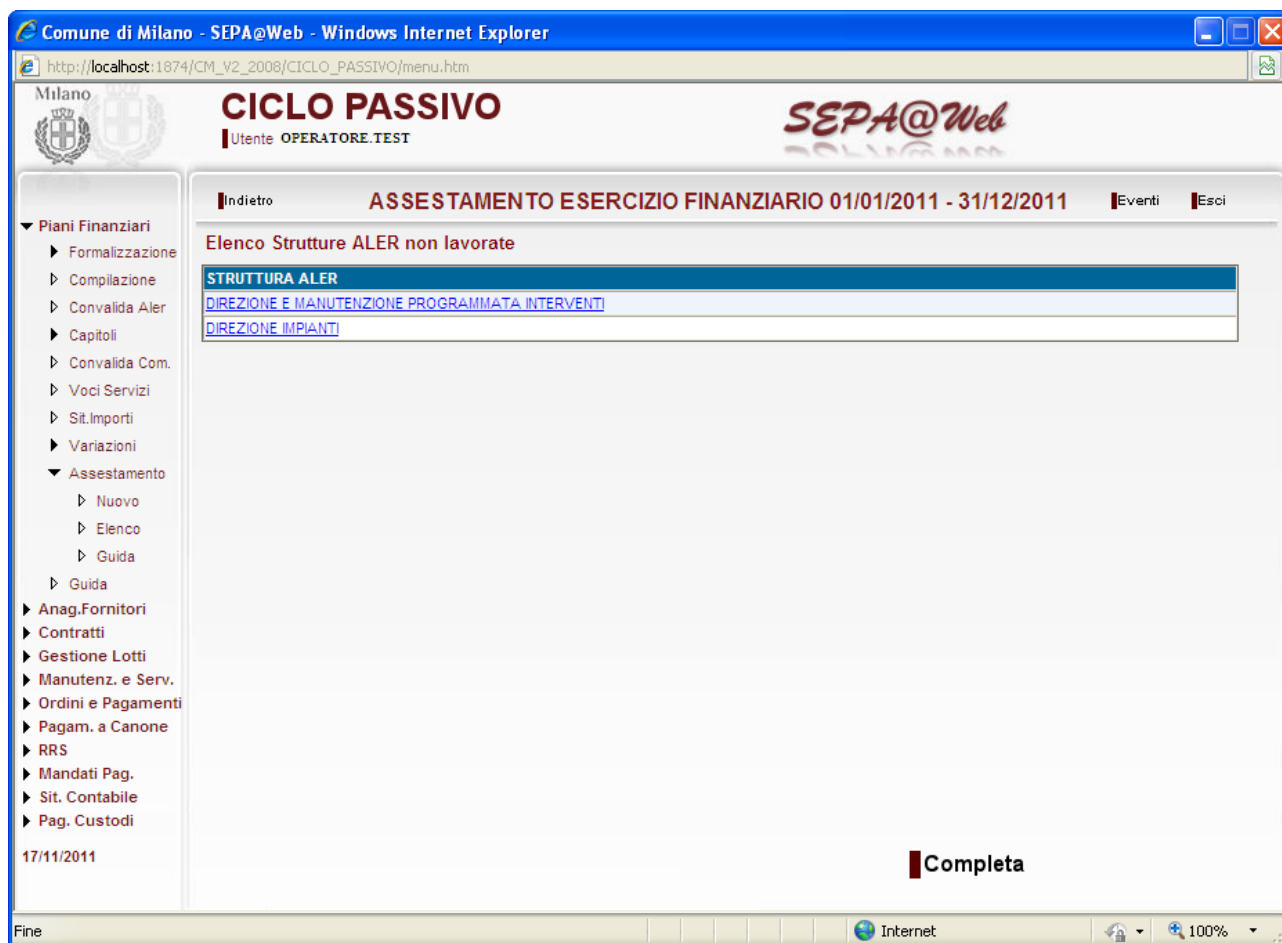 Comune di Milano - SEPA@Web - Windows Internet Explorer
http://localhost:1874/CM_V2_2008/CICLO_PASSIVO/menu.htm
Milano
CICLO PASSIVO
Utente OPERATORE.TEST
SEPA@Web
Indietro
ASSESTAMENTO ESERCIZIO FINANZIARIO 01/01/2011 - 31/12/2011
Eventi
Esci
Piani Finanziari
Formalizzazione
Compilazione
Convalida Aler
Capitoli
Convalida Com.
Voci Servizi
Sit.Importi
Variazioni
Assestamento
Nuovo
Elenco
Guida
Guida
Anag.Fornitori
Contratti
Gestione Lotti
Manutenz. e Serv.
Ordini e Pagamenti
Pagam. a Canone
RRS
Mandati Pag.
Sit. Contabile
Pag. Custodi
17/11/2011
Elenco Strutture ALER non lavorate
STRUTTURA ALER
DIREZIONE E MANUTENZIONE PROGRAMMATA INTERVENTI
DIREZIONE IMPIANTI
Completa
Fine
Internet
100%